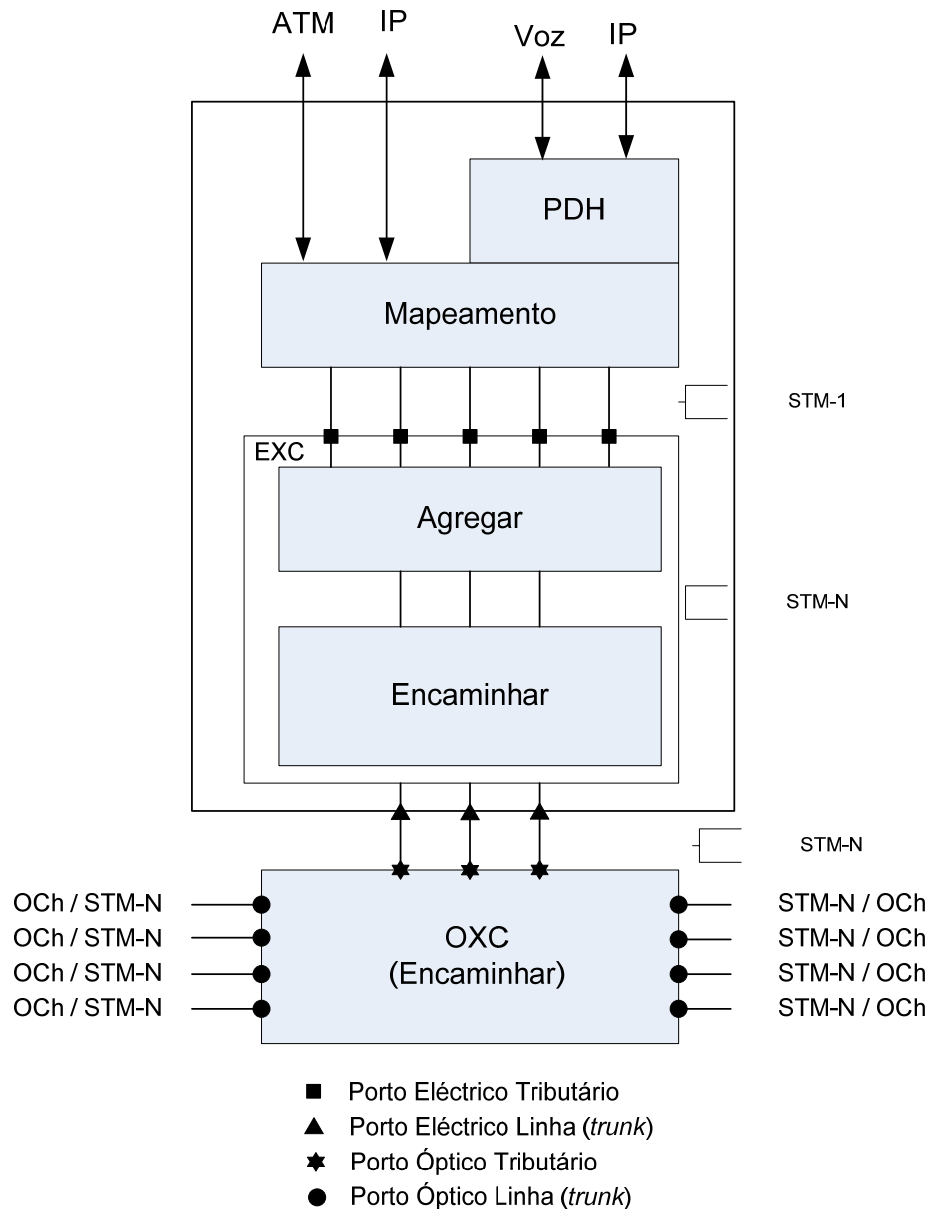 ATM IP Voz IP
PDH
Mapeamento
STM-1
EXC
Agregar
STM-N
Encaminhar
STM-N
OCh / STM-N
OCh / STM-N
OCh / STM-N
OCh / STM-N
OXC
(Encaminhar)
STM-N / OCh
STM-N / OCh
STM-N / OCh
STM-N / OCh
Porto Eléctrico Tributário
Porto Eléctrico Linha (trunk)
Porto Óptico Tributário
Porto Óptico Linha (trunk)